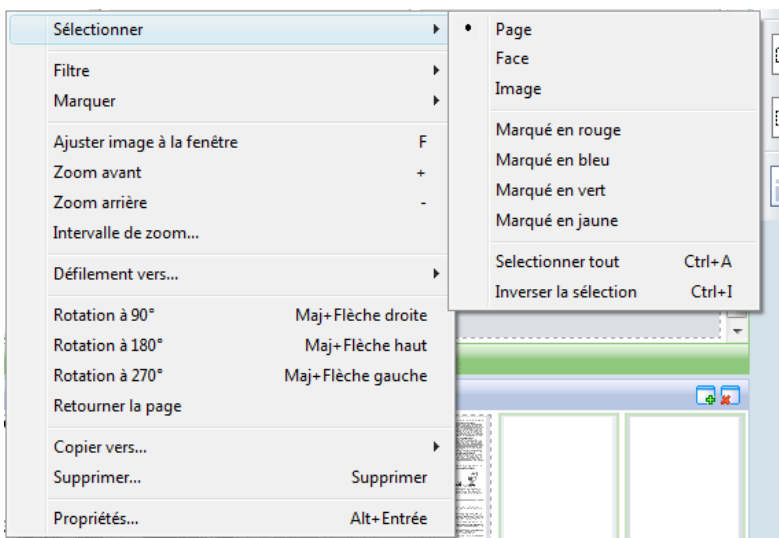 Sélectionner
Filtre
Marquer
Ajuster image à la fenêtre F
Zoom avant +
Zoom arrière -
Intervalle de zoom...
Défilement vers...
Rotation à 90° Maj+Flèche droite
Rotation à 180° Maj+Flèche haut
Rotation à 270° Maj+Flèche gauche
Retourner la page
Copier vers...
Supprimer... Supprimer
Propriétés... Alt+Entrée
Page
Face
Image
Marqué en rouge
Marqué en bleu
Marqué en vert
Marqué en jaune
Selectionner tout Ctrl+A
Inverser la sélection Ctrl+I